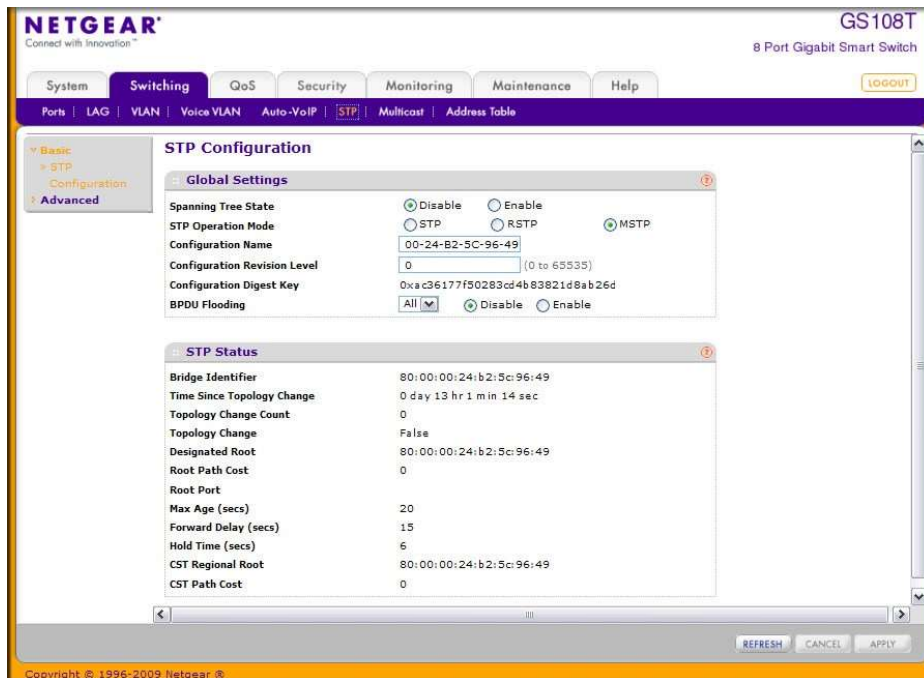 NETGEAR®
Connect with Innovation™
GS108T
8 Port Gigabit Smart Switch
System Switching QoS Security Monitoring Maintenance Help LOGOUT
Ports | LAG | VLAN | Voice VLAN Auto-VoIP | STP | Multicast | Address Table
Basic
STP
Configuration
Advanced
STP Configuration
Global Settings ?
Spanning Tree State Disable Enable
STP Operation Mode STP RSTP MSTP
Configuration Name 00-24-B2-5C-96-49
Configuration Revision Level 0 (0 to 65535)
Configuration Digest Key 0xac36177f50283cd4b83821d8ab26d
BPDU Flooding All Disable Enable
STP Status ?
Bridge Identifier 80:00:00:24:b2:5c:96:49
Time Since Topology Change 0 day 13 hr 1 min 14 sec
Topology Change Count 0
Topology Change False
Designated Root 80:00:00:24:b2:5c:96:49
Root Path Cost 0
Root Port
Max Age (secs) 20
Forward Delay (secs) 15
Hold Time (secs) 6
CST Regional Root 80:00:00:24:b2:5c:96:49
CST Path Cost 0
REFRESH CANCEL APPLY
Copyright © 1996-2009 Netgear ®